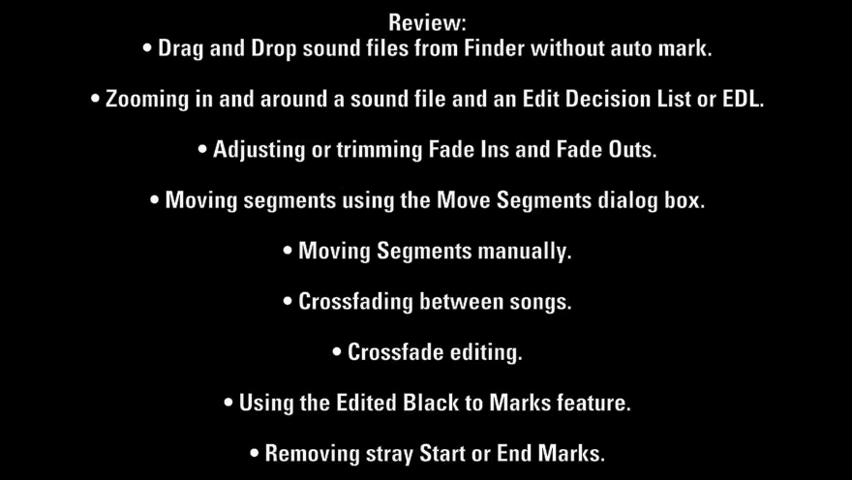 Review:
• Drag and Drop sound files from Finder without auto mark.
• Zooming in and around a sound file and an Edit Decision List or EDL.
• Adjusting or trimming Fade Ins and Fade Outs.
• Moving segments using the Move Segments dialog box.
• Moving Segments manually.
• Crossfading between songs.
• Crossfade editing.
• Using the Edited Black to Marks feature.
• Removing stray Start or End Marks.